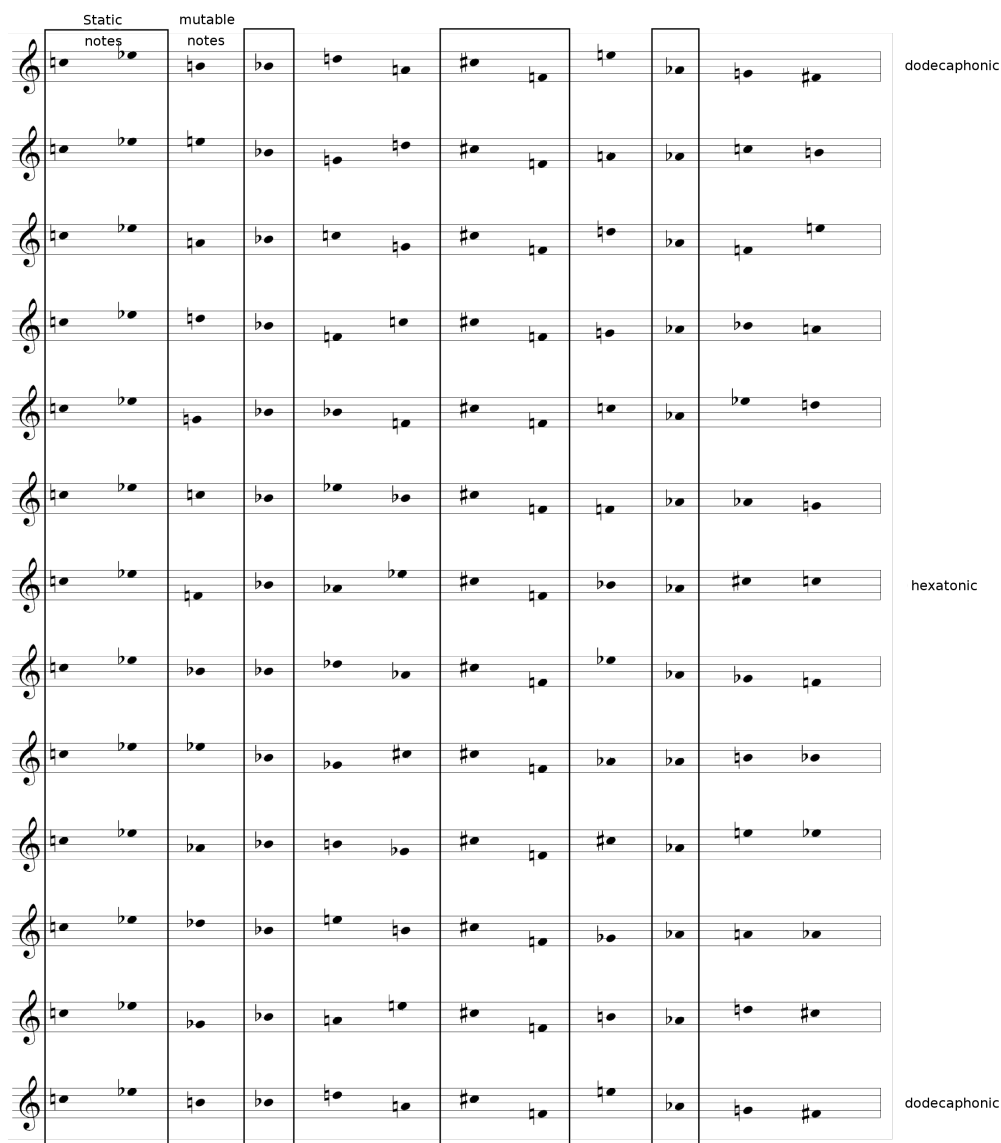 Static
notes
mutable
notes
dodecaphonic
hexatonic
dodecaphonic